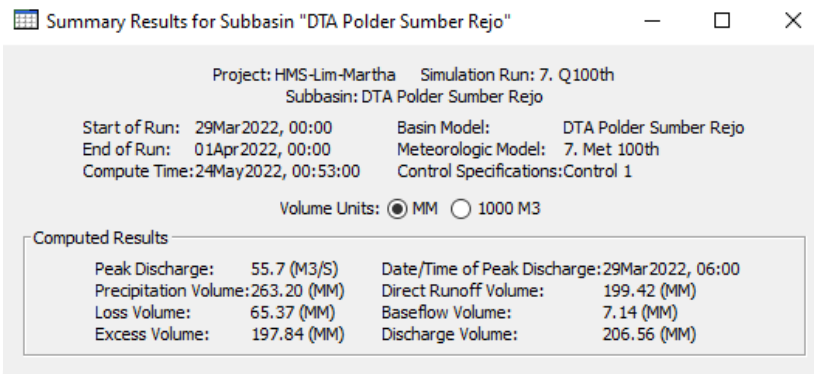 Summary Results for Subbasin "DTA Polder Sumber Rejo"
Project: HMS-Lim-Martha Simulation Run: 7. Q100th
Subbasin: DTA Polder Sumber Rejo
Start of Run: 29Mar2022, 00:00 Basin Model: DTA Polder Sumber Rejo
End of Run: 01Apr2022, 00:00 Meteorologic Model: 7. Met 100th
Compute Time:24May2022, 00:53:00 Control Specifications:Control 1
Volume Units: MM 1000 M3
Computed Results
Peak Discharge: 55.7 (M3/S) Date/Time of Peak Discharge:29Mar2022, 06:00
Precipitation Volume:263.20 (MM) Direct Runoff Volume: 199.42 (MM)
Loss Volume: 65.37 (MM) Baseflow Volume: 7.14 (MM)
Excess Volume: 197.84 (MM) Discharge Volume: 206.56 (MM)